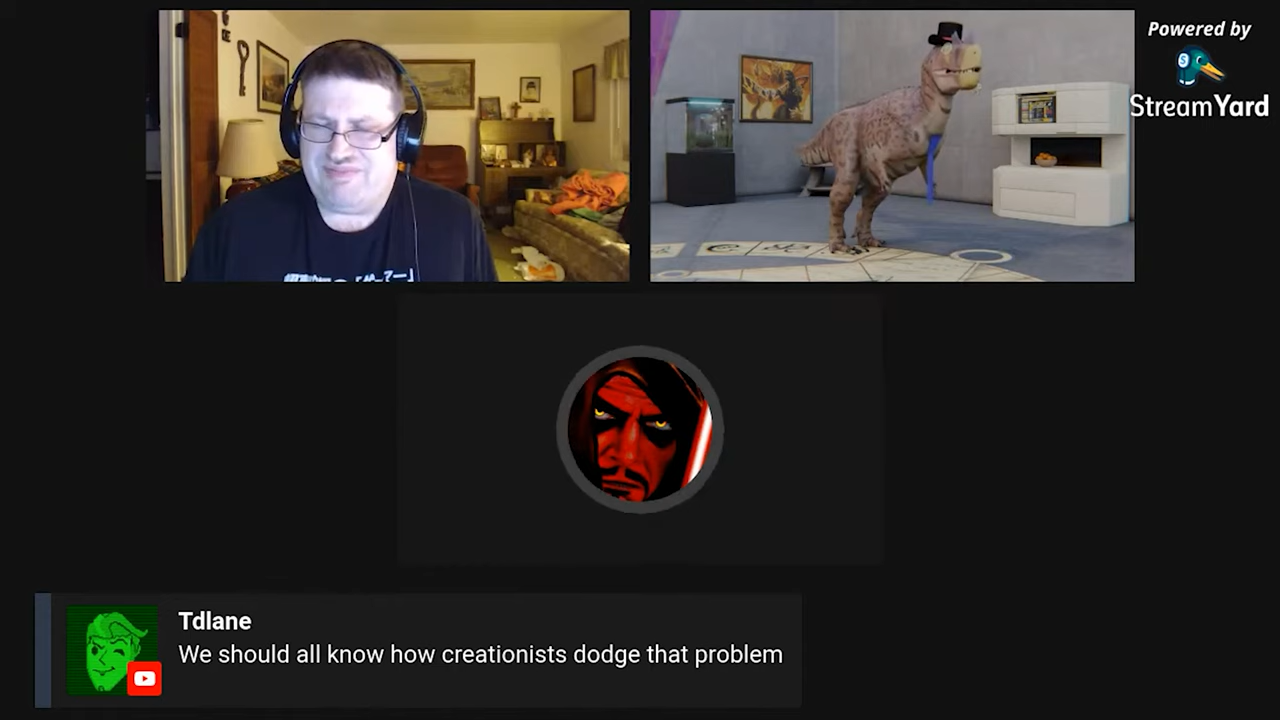 Powered by
StreamYard
Tdlane
We should all know how creationists dodge that problem